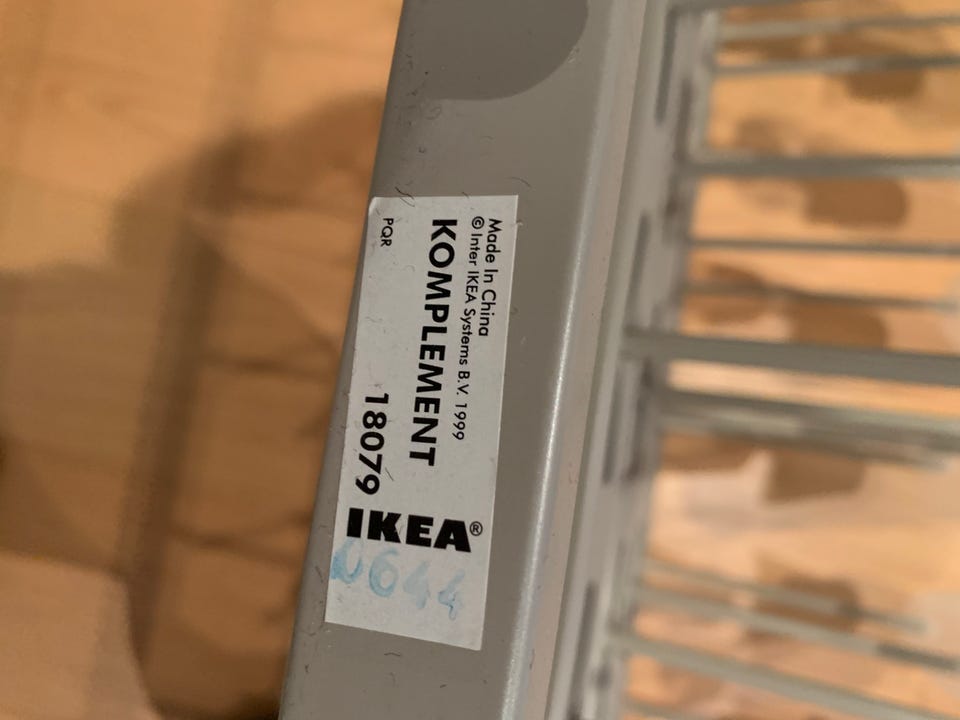 Made In China
© Inter IKEA Systems B.V. 1999
KOMPLEMENT
PQR
18079
IKEA®
0644